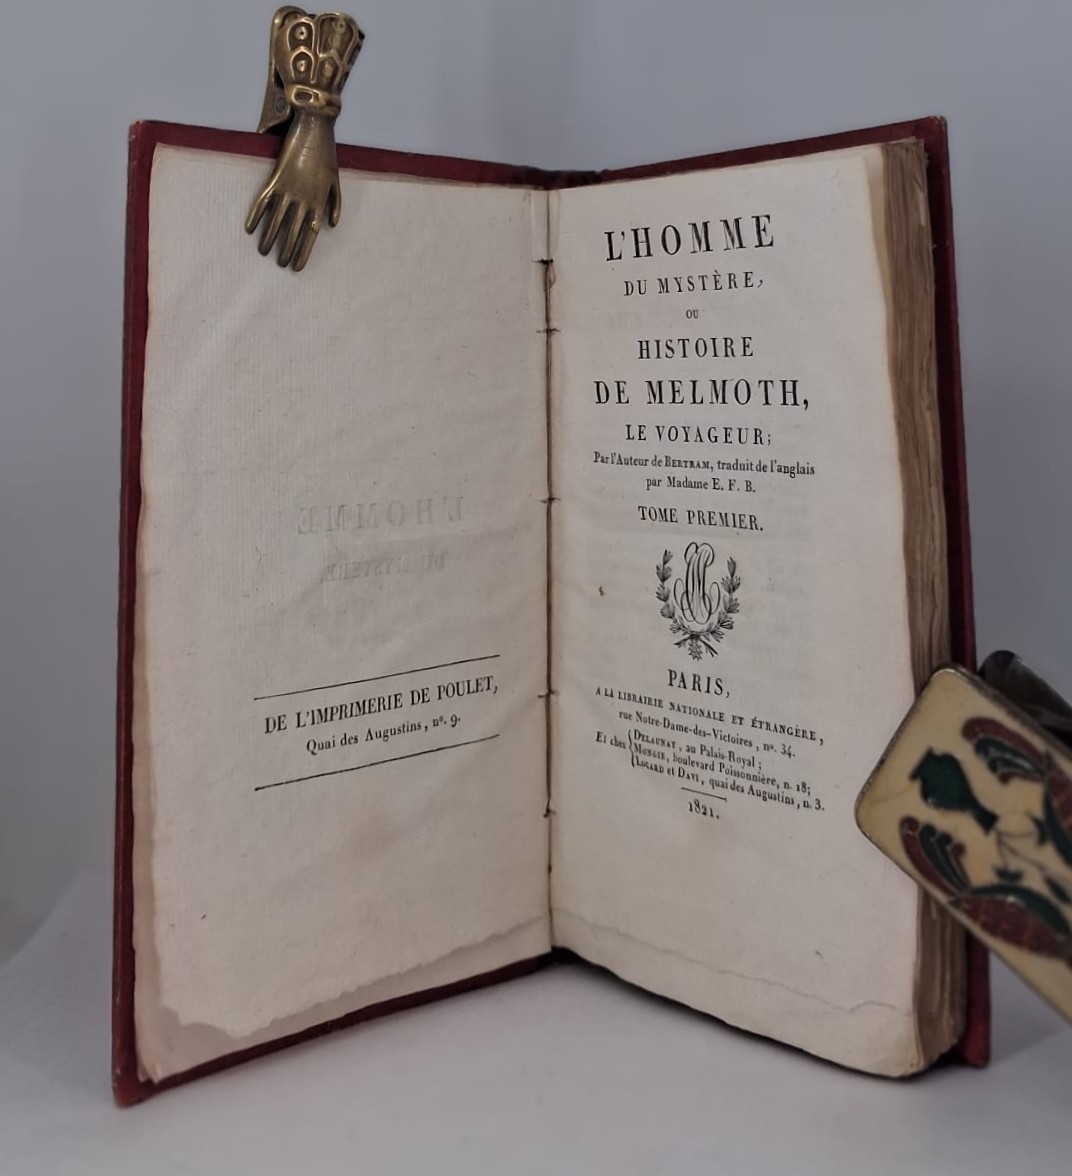 L'HOMME
DU MYSTÈRE.
DE L'IMPRIMERIE DE POULET,
Quai des Augustins, nº. 9.
L'HOMME
DU MYSTÈRE,
OU
HISTOIRE
DE MELMOTH,
LE VOYAGEUR;
Par l'Auteur de BERTRAM, traduit de l'anglais
par Madame E. F. B.
TOME PREMIER.
PARIS,
A LA LIBRAIRIE NATIONALE ET ÉTRANGÈRE,
rue Notre-Dame-des-Victoires, nº. 34.
Et chez { DELAUNAY, au Palais-Royal;
MONGIE, boulevard Poissonnière, n. 18;
LOCARD et DAVI, quai des Augustins, n. 3.
1821.